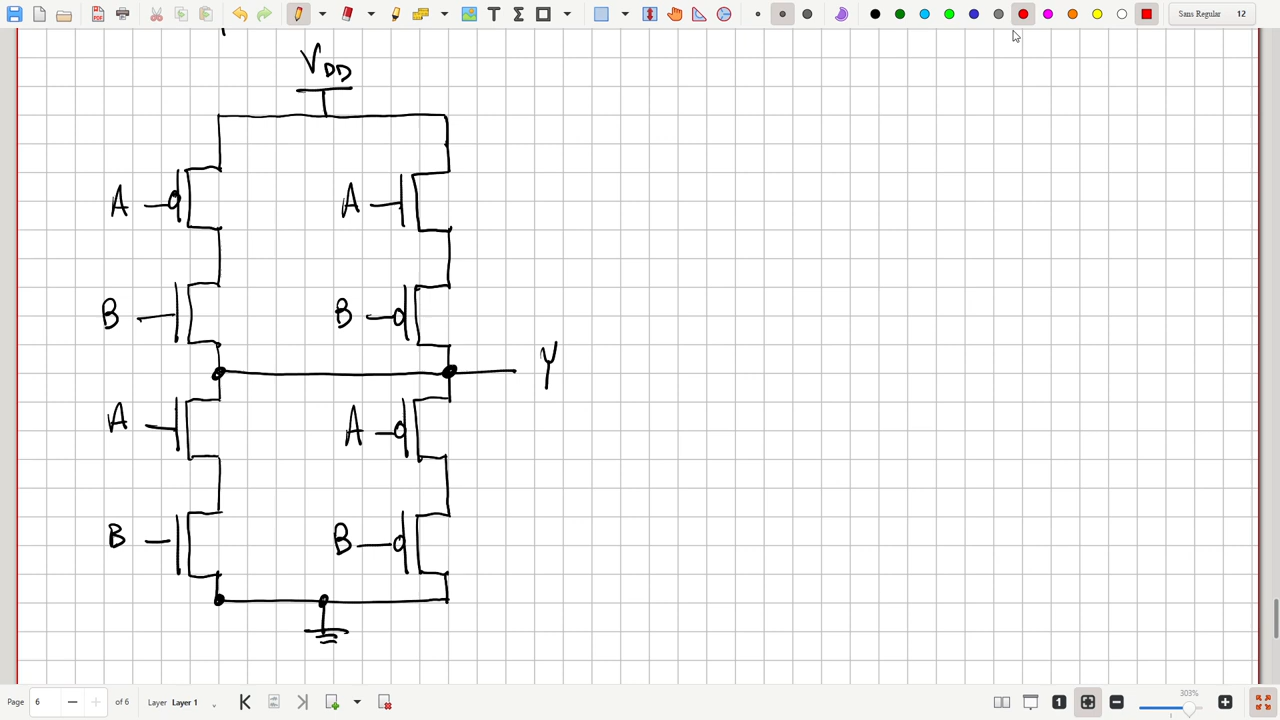 Sans Regular 12
VDD
A A
B B
Y
A A
B B
Page 6 of 6 Layer Layer 1 303%